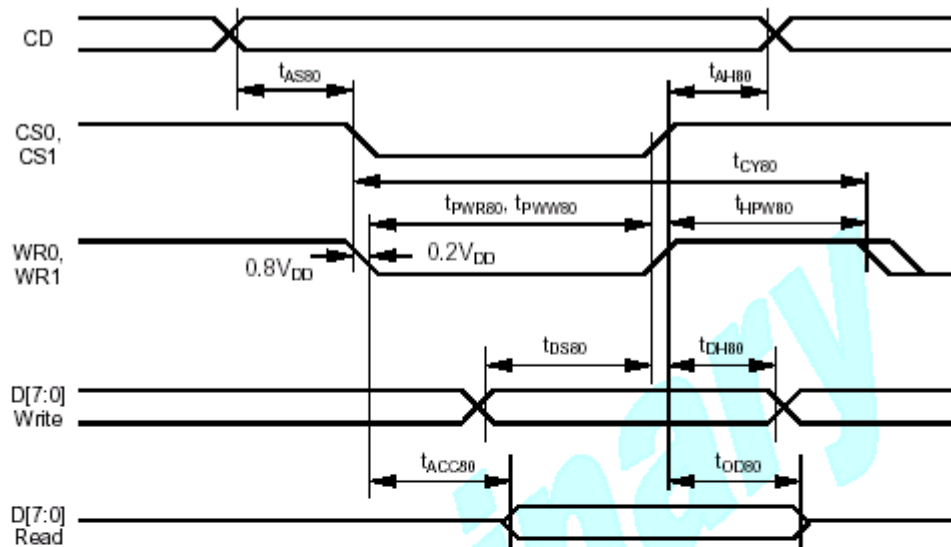 CD
tAS80
tAH80
CS0,
CS1
tCY80
tPWR80, tPWW80
tHPW80
WR0,
WR1
0.8VDD
0.2VDD
tDS80
tDH80
D[7:0]
Write
tACC80
tOD80
D[7:0]
Read
inary